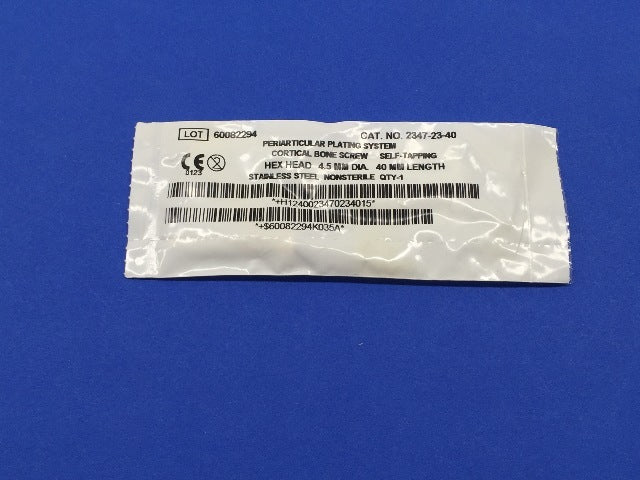 LOT 60082294 CAT. NO. 2347-23-40
PERIARTICULAR PLATING SYSTEM
CORTICAL BONE SCREW SELF-TAPPING
HEX HEAD 4.5 MM DIA. 40 MM LENGTH
STAINLESS STEEL NONSTERILE QTY-1
CE 0123
*+H1240023470234015*
*+$60082294K035A*